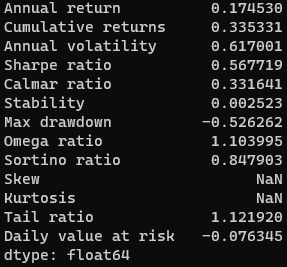 Annual return 0.174530
Cumulative returns 0.335331
Annual volatility 0.617001
Sharpe ratio 0.567719
Calmar ratio 0.331641
Stability 0.002523
Max drawdown -0.526262
Omega ratio 1.103995
Sortino ratio 0.847903
Skew NaN
Kurtosis NaN
Tail ratio 1.121920
Daily value at risk -0.076345
dtype: float64